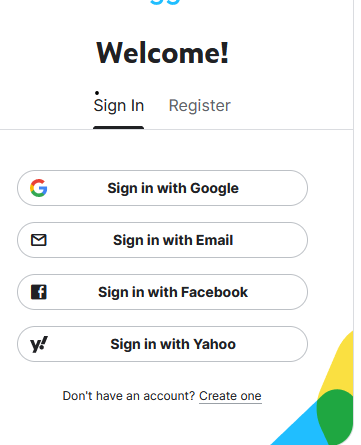 Welcome!
Sign In Register
Sign in with Google
Sign in with Email
Sign in with Facebook
Sign in with Yahoo
Don't have an account? Create one